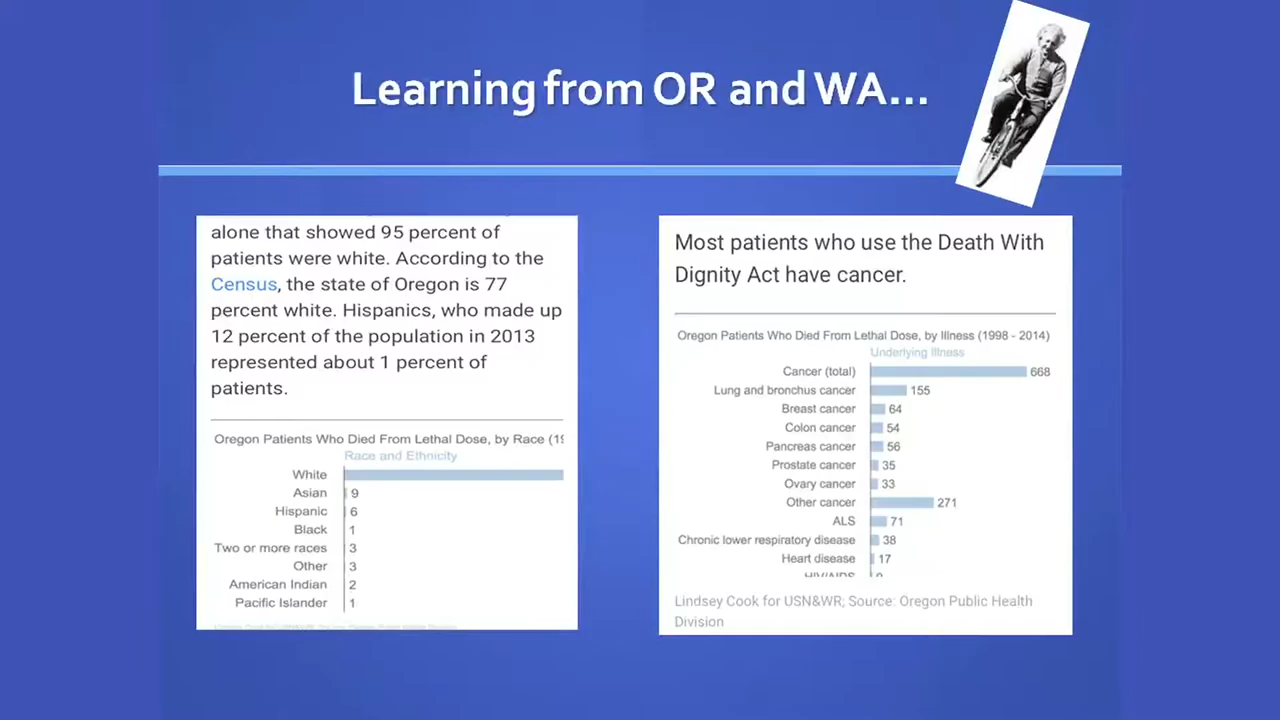 Learning from OR and WA...
alone that showed 95 percent of
patients were white. According to the
Census, the state of Oregon is 77
percent white. Hispanics, who made up
12 percent of the population in 2013
represented about 1 percent of
patients.
Oregon Patients Who Died From Lethal Dose, by Race (19
Race and Ethnicity
White
Asian 9
Hispanic 6
Black 1
Two or more races 3
Other 3
American Indian 2
Pacific Islander 1
Most patients who use the Death With
Dignity Act have cancer.
Oregon Patients Who Died From Lethal Dose, by Illness (1998 - 2014)
Underlying Illness
Cancer (total) 668
Lung and bronchus cancer 155
Breast cancer 64
Colon cancer 54
Pancreas cancer 56
Prostate cancer 35
Ovary cancer 33
Other cancer 271
ALS 71
Chronic lower respiratory disease 38
Heart disease 17
HIV/AIDS
Lindsey Cook for USN&WR; Source: Oregon Public Health
Division